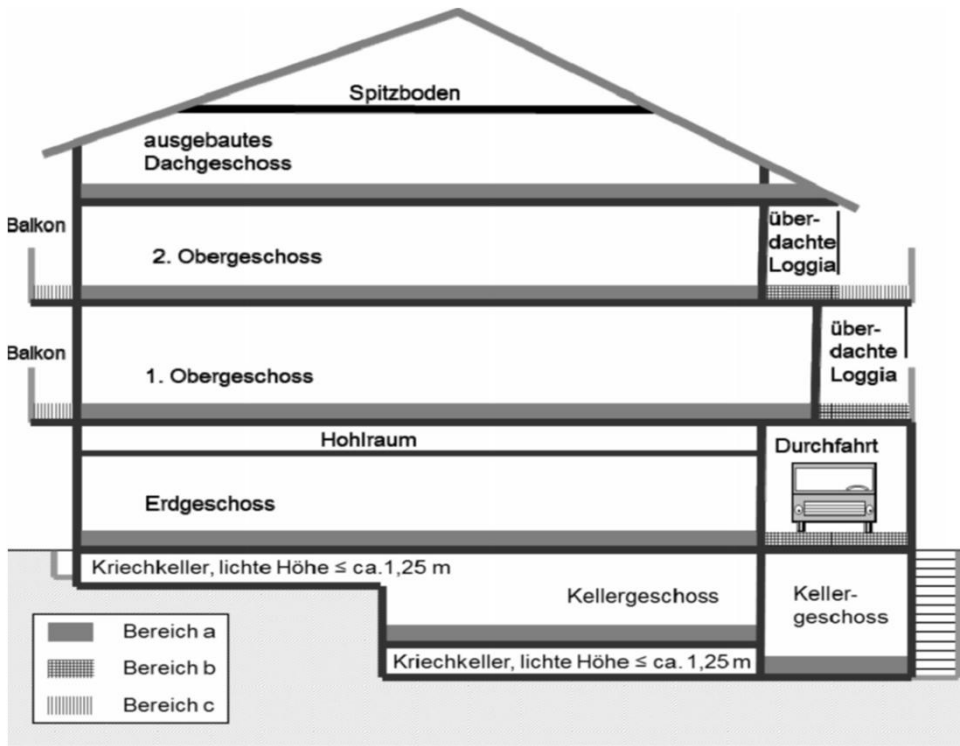 Spitzboden
ausgebautes
Dachgeschoss
Balkon
2. Obergeschoss
über-
dachte
Loggia
Balkon
1. Obergeschoss
über-
dachte
Loggia
Hohlraum
Durchfahrt
Erdgeschoss
Kriechkeller, lichte Höhe ≤ ca.1,25 m
Kellergeschoss
Keller-
geschoss
Kriechkeller, lichte Höhe ≤ ca. 1,25 m
Bereich a
Bereich b
Bereich c